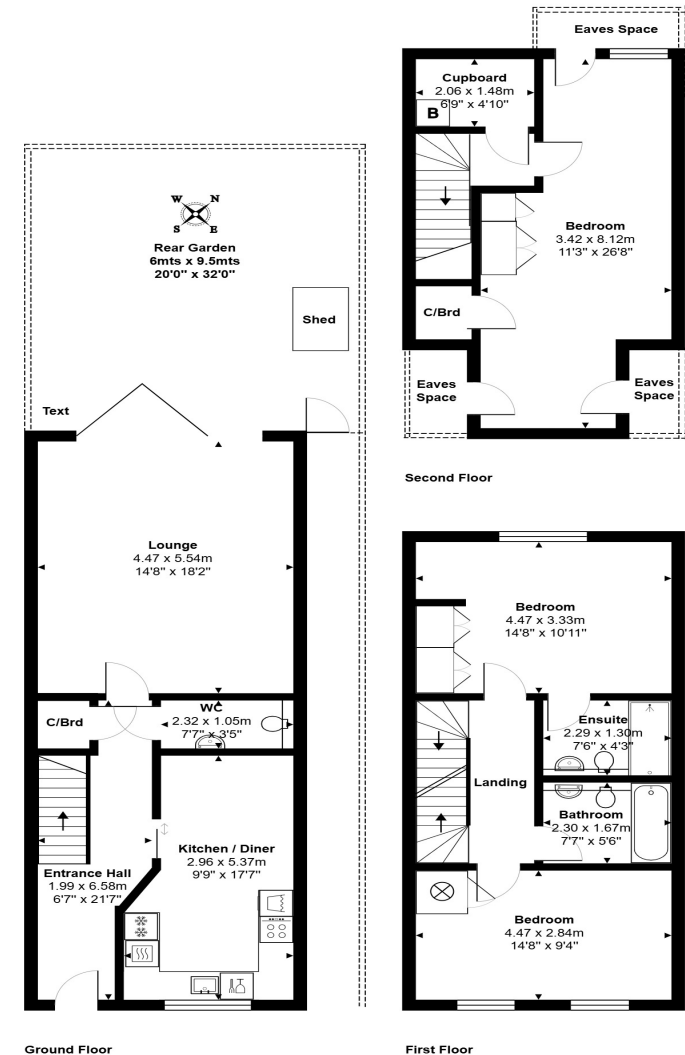 Eaves Space
Cupboard
2.06 x 1.48m
6'9" x 4'10"
B
Bedroom
3.42 x 8.12m
11'3" x 26'8"
C/Brd
Eaves
Space
Eaves
Space
Second Floor
W N
S E
Rear Garden
6mts x 9.5mts
20'0" x 32'0"
Shed
Text
Lounge
4.47 x 5.54m
14'8" x 18'2"
C/Brd
WC
2.32 x 1.05m
7'7" x 3'5"
Kitchen / Diner
2.96 x 5.37m
9'9" x 17'7"
Entrance Hall
1.99 x 6.58m
6'7" x 21'7"
Ground Floor
Bedroom
4.47 x 3.33m
14'8" x 10'11"
Ensuite
2.29 x 1.30m
7'6" x 4'3"
Landing
Bathroom
2.30 x 1.67m
7'7" x 5'6"
Bedroom
4.47 x 2.84m
14'8" x 9'4"
First Floor